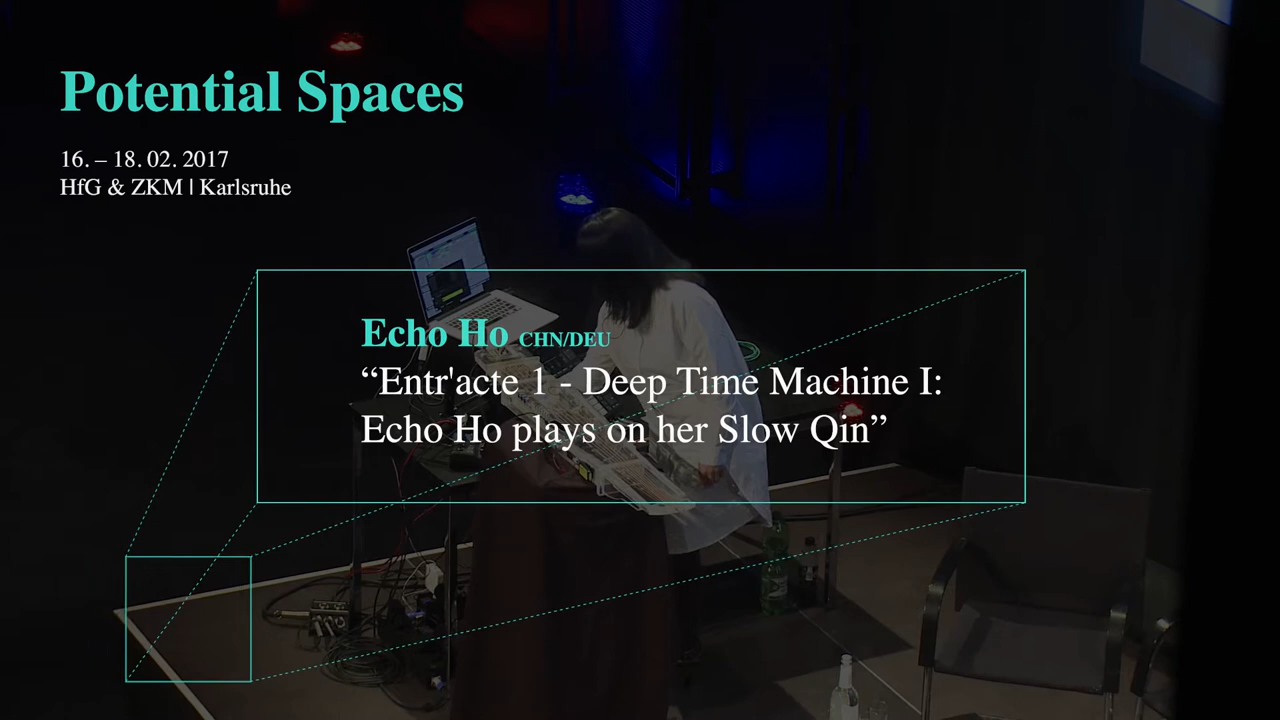 Potential Spaces
16. – 18. 02. 2017
HfG & ZKM | Karlsruhe
Echo Ho CHN/DEU
“Entr'acte 1 - Deep Time Machine I:
Echo Ho plays on her Slow Qin”